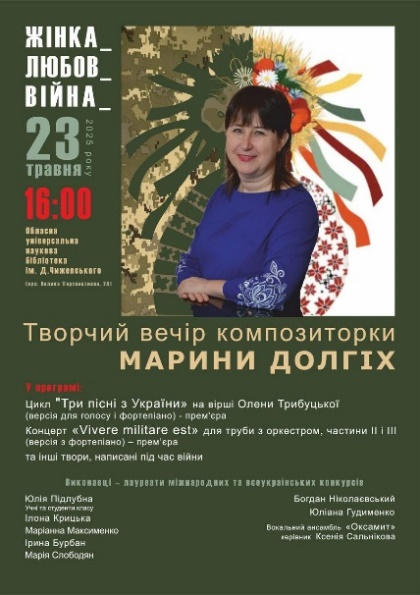 ЖІНКА_
ЛЮБОВ_
ВІЙНА_
23
травня
2025 року
16:00
Обласна
універсальна
наукова
бібліотека
ім. Д.Чижевського
Творчий вечір композиторки
МАРИНИ ДОЛГІХ
У програмі:
Цикл "Три пісні з України» на вірші Олени Трибуцької
(версія для голосу і фортепіано) - прем'єра
Концерт «Vivere militare est» для труби з оркестром, частини II і III
(версія з фортепіано) – прем'єра
та інші твори, написані під час війни
Виконавці – лауреати міжнародних та всеукраїнських конкурсів
Юлія Підлубна
Учні та студенти класу
Ілона Крицька
Маріанна Максименко
Ірина Бурбан
Марія Слободян
Богдан Ніколаєвський
Юліана Гудименко
Вокальний ансамбль «Оксамит»
керівник Ксенія Сальнікова